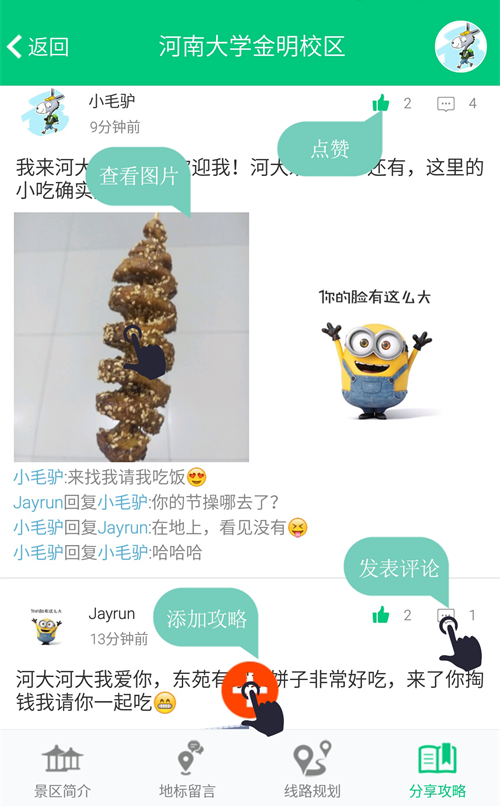 返回
河南大学金明校区
小毛驴
2
4
9分钟前
点赞
我来河大
迎我！河大
还有，这里的
查看图片
小吃确实
你的脸有这么大
小毛驴:来找我请我吃饭😍
Jayrun回复小毛驴:你的节操哪去了?
小毛驴回复Jayrun:在地上，看见没有😝
小毛驴回复小毛驴:哈哈哈
发表评论
你的脸有这么大
Jayrun
添加攻略
2
1
13分钟前
河大河大我爱你，东苑有 饼子非常好吃，来了你掏
钱我请你一起吃😁
景区简介
地标留言
线路规划
分享攻略